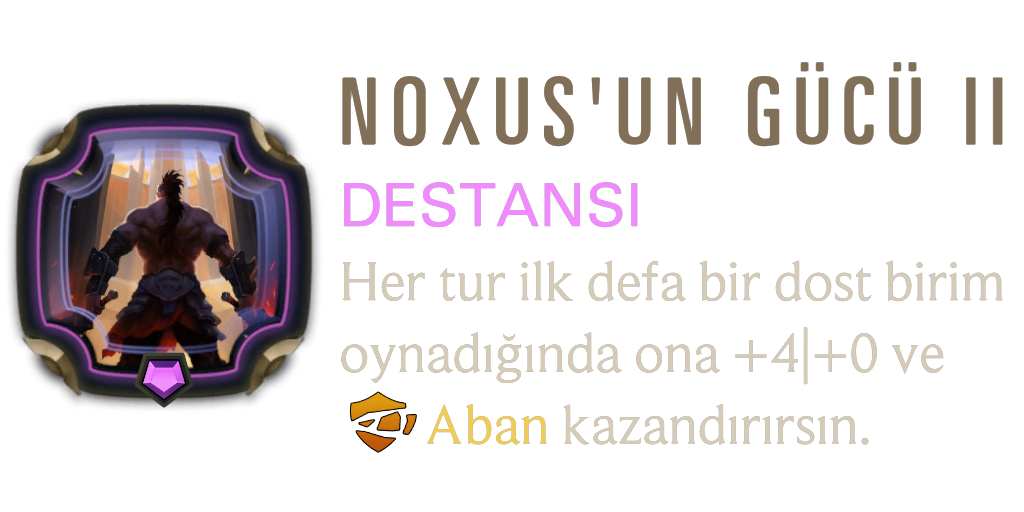 NOXUS'UN GÜCÜ II
DESTANSI
Her tur ilk defa bir dost birim
oynadığında ona +4|+0 ve
Aban kazandırırsın.